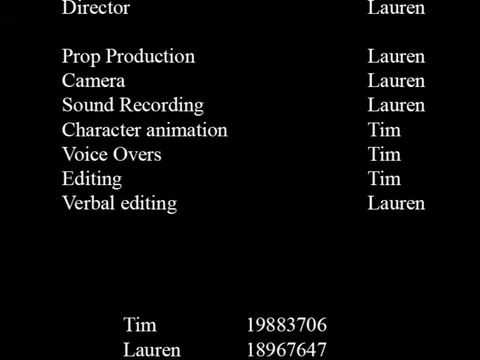 Director Lauren
Prop Production Lauren
Camera Lauren
Sound Recording Lauren
Character animation Tim
Voice Overs Tim
Editing Tim
Verbal editing Lauren
Tim 19883706
Lauren 18967647